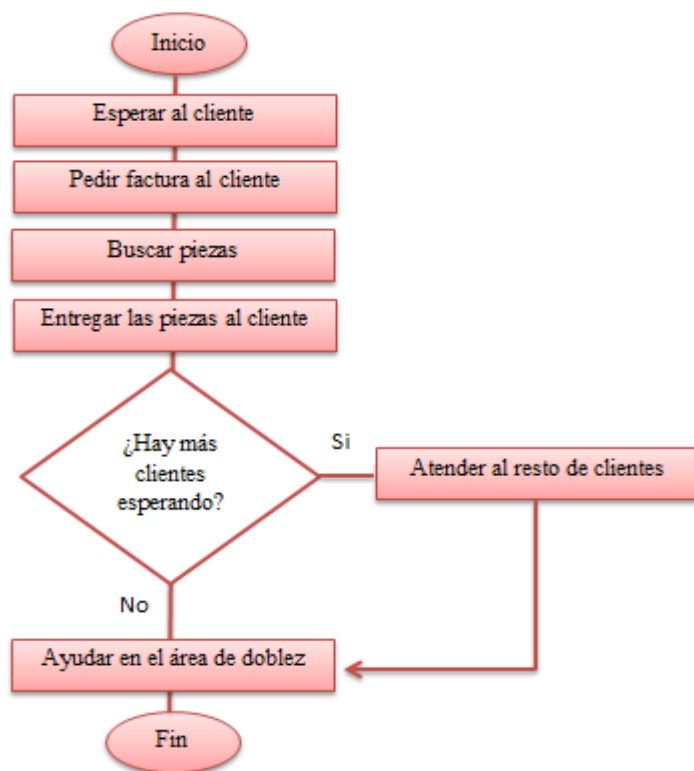 Inicio
Esperar al cliente
Pedir factura al cliente
Buscar piezas
Entregar las piezas al cliente
¿Hay más
clientes
esperando?
Si
Atender al resto de clientes
No
Ayudar en el área de doblez
Fin